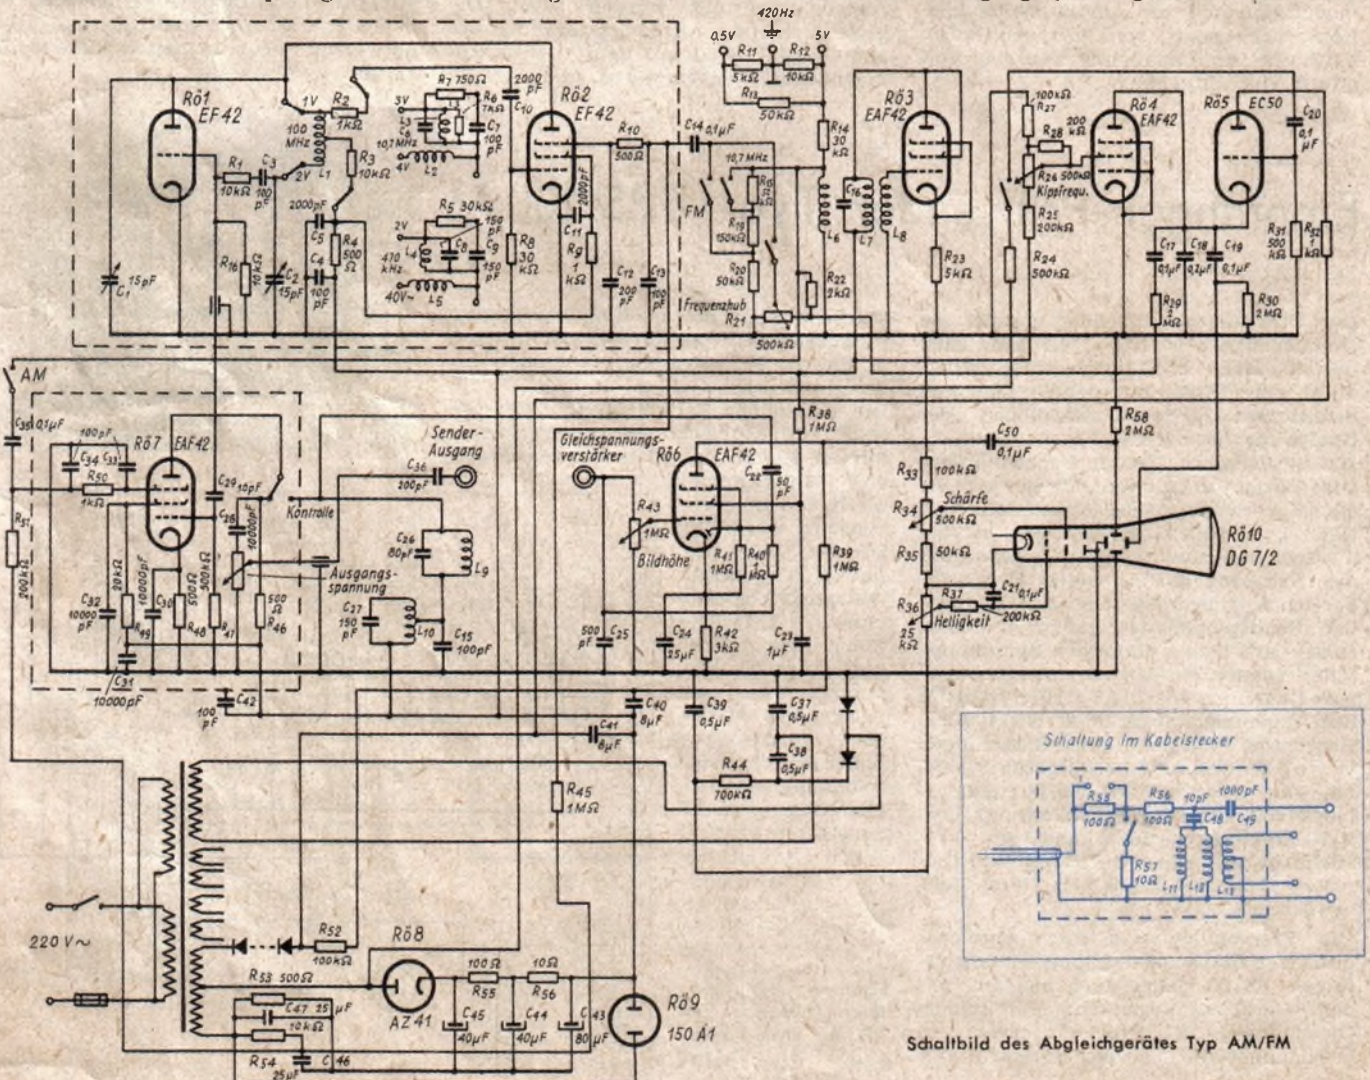 420Hz
0.5V
5V
R11
5kΩ
R12
10kΩ
R13
50kΩ
Rö1
EF42
1V
R2
1kΩ
100
MHz
2V
L1
R1
10kΩ
C3
100
pF
R3
10kΩ
R7 750Ω
3V
R6
1kΩ
L3
C6
10,7MHz
4V
L2
C7
100
pF
2000
pF
C10
Rö2
EF42
R10
500Ω
C14 0,1µF
R14
30
kΩ
Rö3
EAF42
100kΩ
R27
R28
200
kΩ
R26 500kΩ
Kippfrequ.
Rö4
EAF42
Rö5
EC50
C20
0,1
µF
2000pF
C5
R4
500
Ω
C4
100
pF
R5 30kΩ
2V
L4
470
kHz
40V~
L5
C8
150
pF
C9
150
pF
R8
30
kΩ
2000pF
C11
R9
1
kΩ
C12
200
pF
C13
100
pF
FM
10,7 MHz
R19
150kΩ
R20
50kΩ
Frequenzhub
R21
500kΩ
R22
2kΩ
L6
C16
L7
L8
R23
5kΩ
R25
200kΩ
R24
500kΩ
C17
0,1µF
C18
0,1µF
C19
0,1µF
R29
2
MΩ
R30
2MΩ
R31
500
kΩ
R32
1
kΩ
C1
15pF
R16
10kΩ
C2
15pF
AM
C35 0,1µF
100pF
C34
C33
Rö7
EAF42
R50
1kΩ
R51
200kΩ
C29
10pF
C28
10000pF
Kontrolle
Sender-
Ausgang
C36
200pF
Ausgangs-
spannung
C26
80pF
L9
C27
150
pF
L10
C15
100pF
C32
10000
pF
20kΩ
R49
10000pF
C30
500Ω
R48
500kΩ
R47
500
Ω
R46
C31
10000pF
C42
100
pF
Gleichspannungs-
verstärker
R43
1MΩ
Bildhöhe
Rö6
EAF42
C22
50
pF
R38
1MΩ
R41
1MΩ
R40
1
MΩ
R39
1MΩ
500
pF
C25
C24
25µF
R42
3kΩ
C23
1µF
C50
0,1µF
R58
2MΩ
R33
100kΩ
R34
Schärfe
500kΩ
R35
50kΩ
R36
25
kΩ
R37
200kΩ
Helligkeit
C21
0,1µF
Rö10
DG 7/2
C40
8µF
C41
8µF
C39
0,5µF
C37
0,5µF
C38
0,5µF
R44
700kΩ
R45
1MΩ
220 V~
R52
100kΩ
Rö8
AZ41
R53 500Ω
C47 25 µF
10kΩ
R54
25µF
C46
100Ω
R55
10Ω
R56
C45
40µF
C44
40µF
C43
80µF
Rö9
150 A1
Schaltung im Kabelstecker
R55
100Ω
R56
100Ω
10pF
C48
1000pF
C49
R57
10Ω
L11
L12
L13
Schaltbild des Abgleichgerätes Typ AM/FM